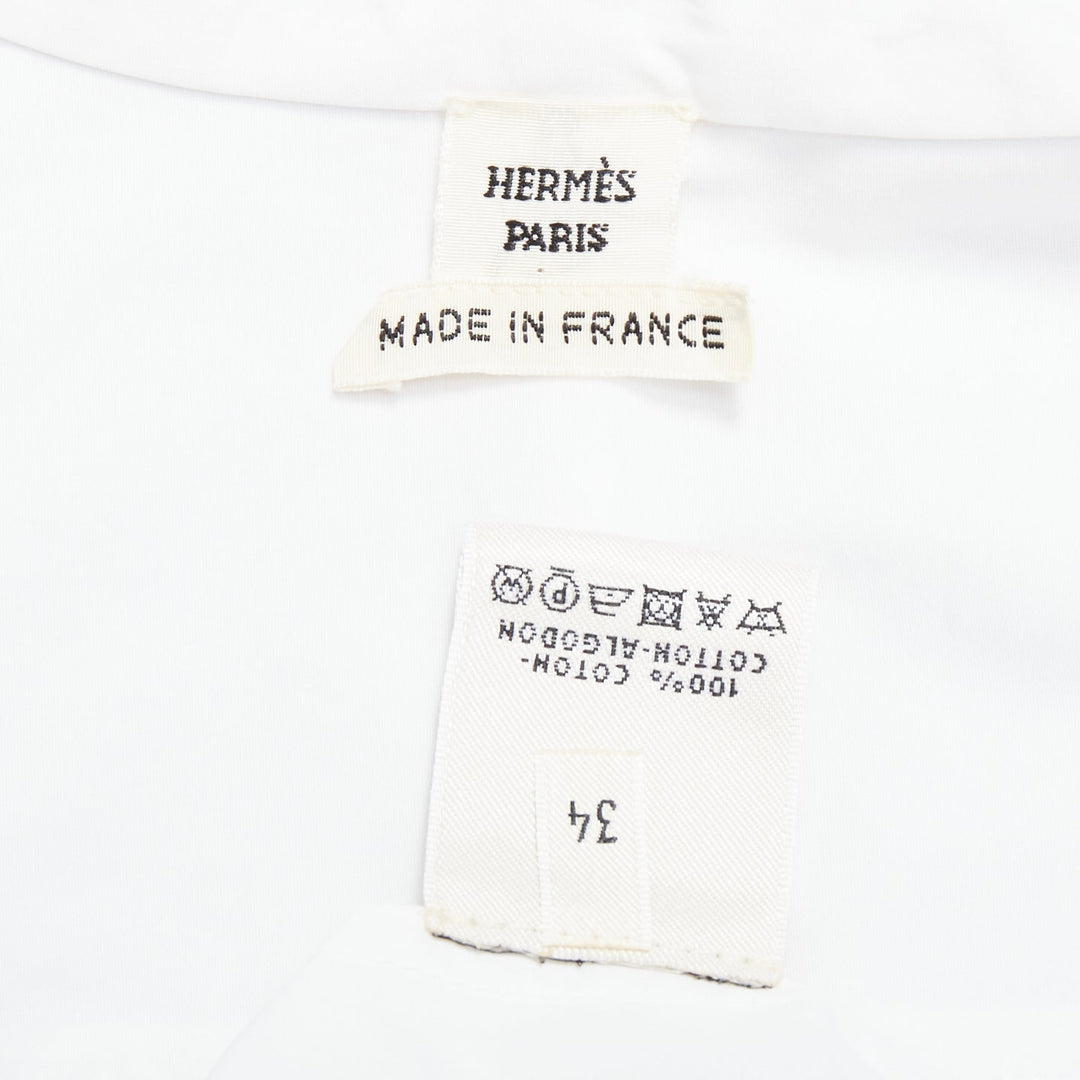 HERMÈS
PARIS
MADE IN FRANCE
100% COTON-
COTTON-ALGODON
34